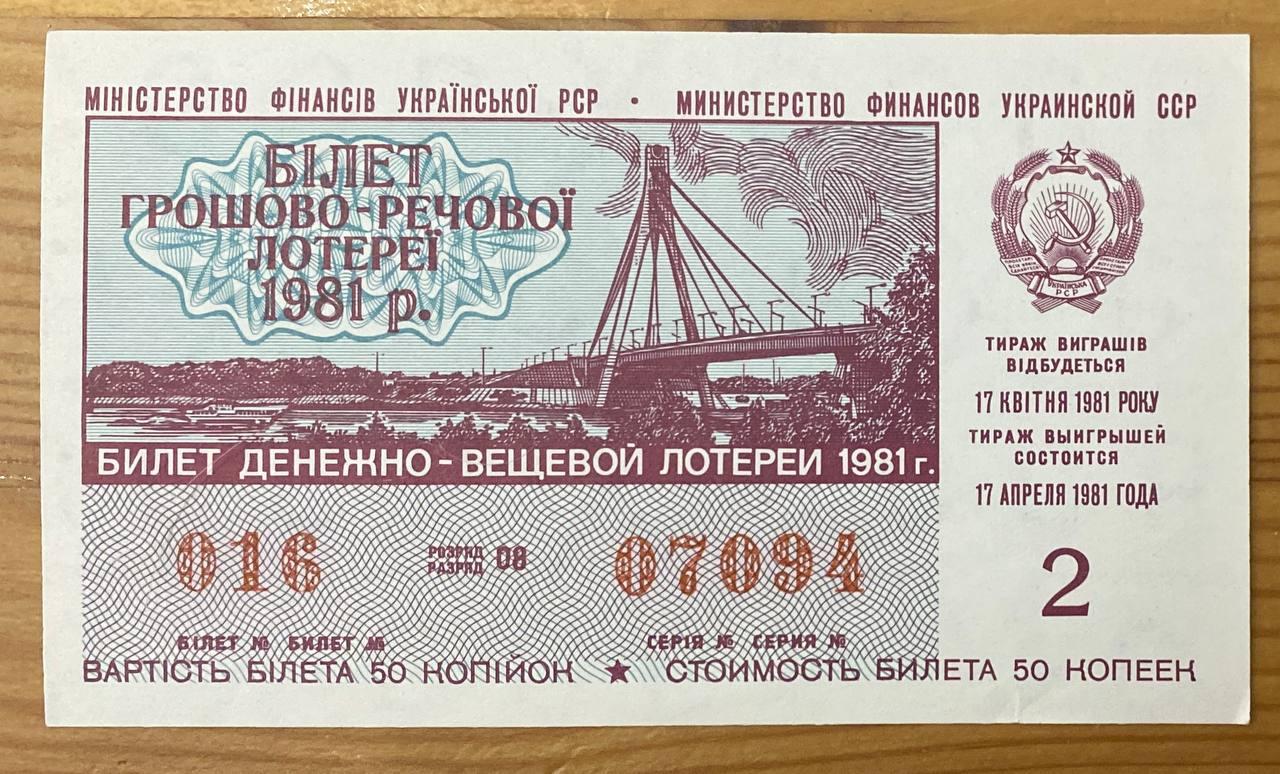 МІНІСТЕРСТВО ФІНАНСІВ УКРАЇНСЬКОЇ РСР • МИНИСТЕРСТВО ФИНАНСОВ УКРАИНСКОЙ ССР
БІЛЕТ
ГРОШОВО-РЕЧОВОЇ
ЛОТЕРЕЇ
1981 р.
БИЛЕТ ДЕНЕЖНО-ВЕЩЕВОЙ ЛОТЕРЕИ 1981 г.
УКРАЇНСЬКА
РСР
ТИРАЖ ВИГРАШІВ
ВІДБУДЕТЬСЯ
17 КВІТНЯ 1981 РОКУ
ТИРАЖ ВЫИГРЫШЕЙ
СОСТОИТСЯ
17 АПРЕЛЯ 1981 ГОДА
2
016 РОЗРЯД 08 07094
РАЗРЯД
БІЛЕТ № БИЛЕТ № СЕРІЯ № СЕРИЯ №
ВАРТІСТЬ БІЛЕТА 50 КОПІЙОК ★ СТОИМОСТЬ БИЛЕТА 50 КОПЕЕК